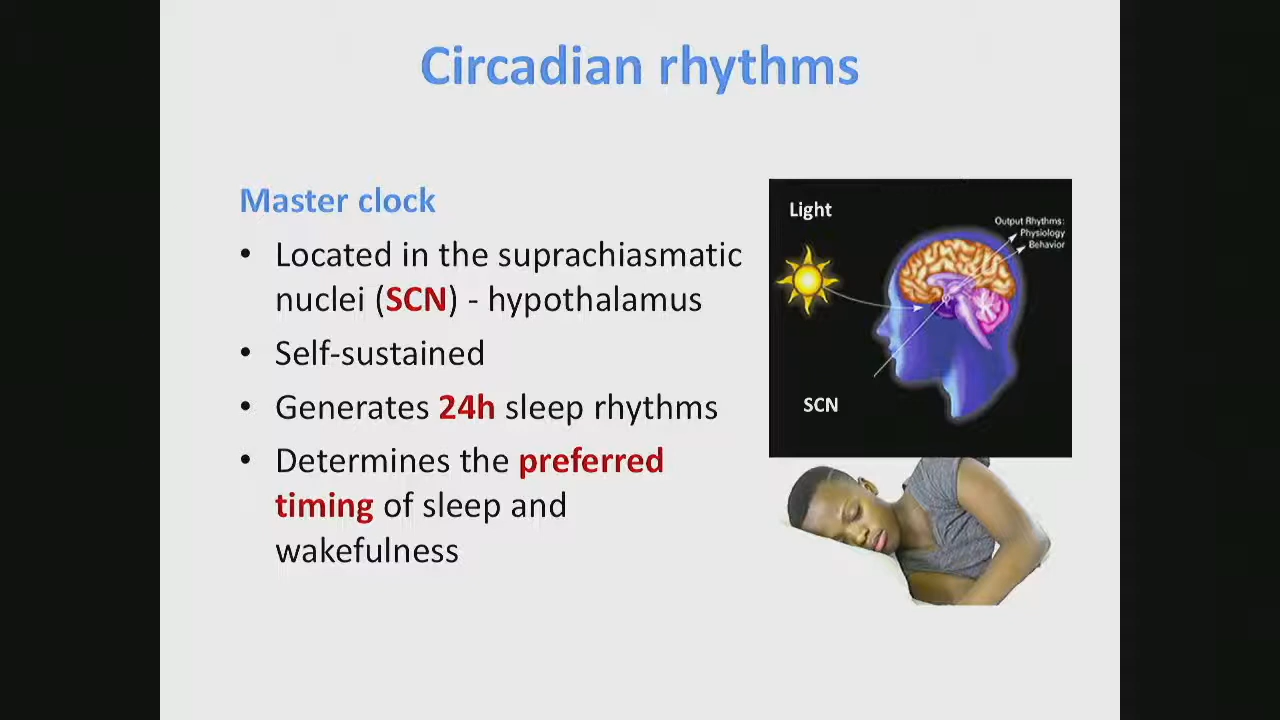 Circadian rhythms
Master clock
• Located in the suprachiasmatic
nuclei (SCN) - hypothalamus
• Self-sustained
• Generates 24h sleep rhythms
• Determines the preferred
timing of sleep and
wakefulness
Light
Output Rhythms:
Physiology
Behavior
SCN